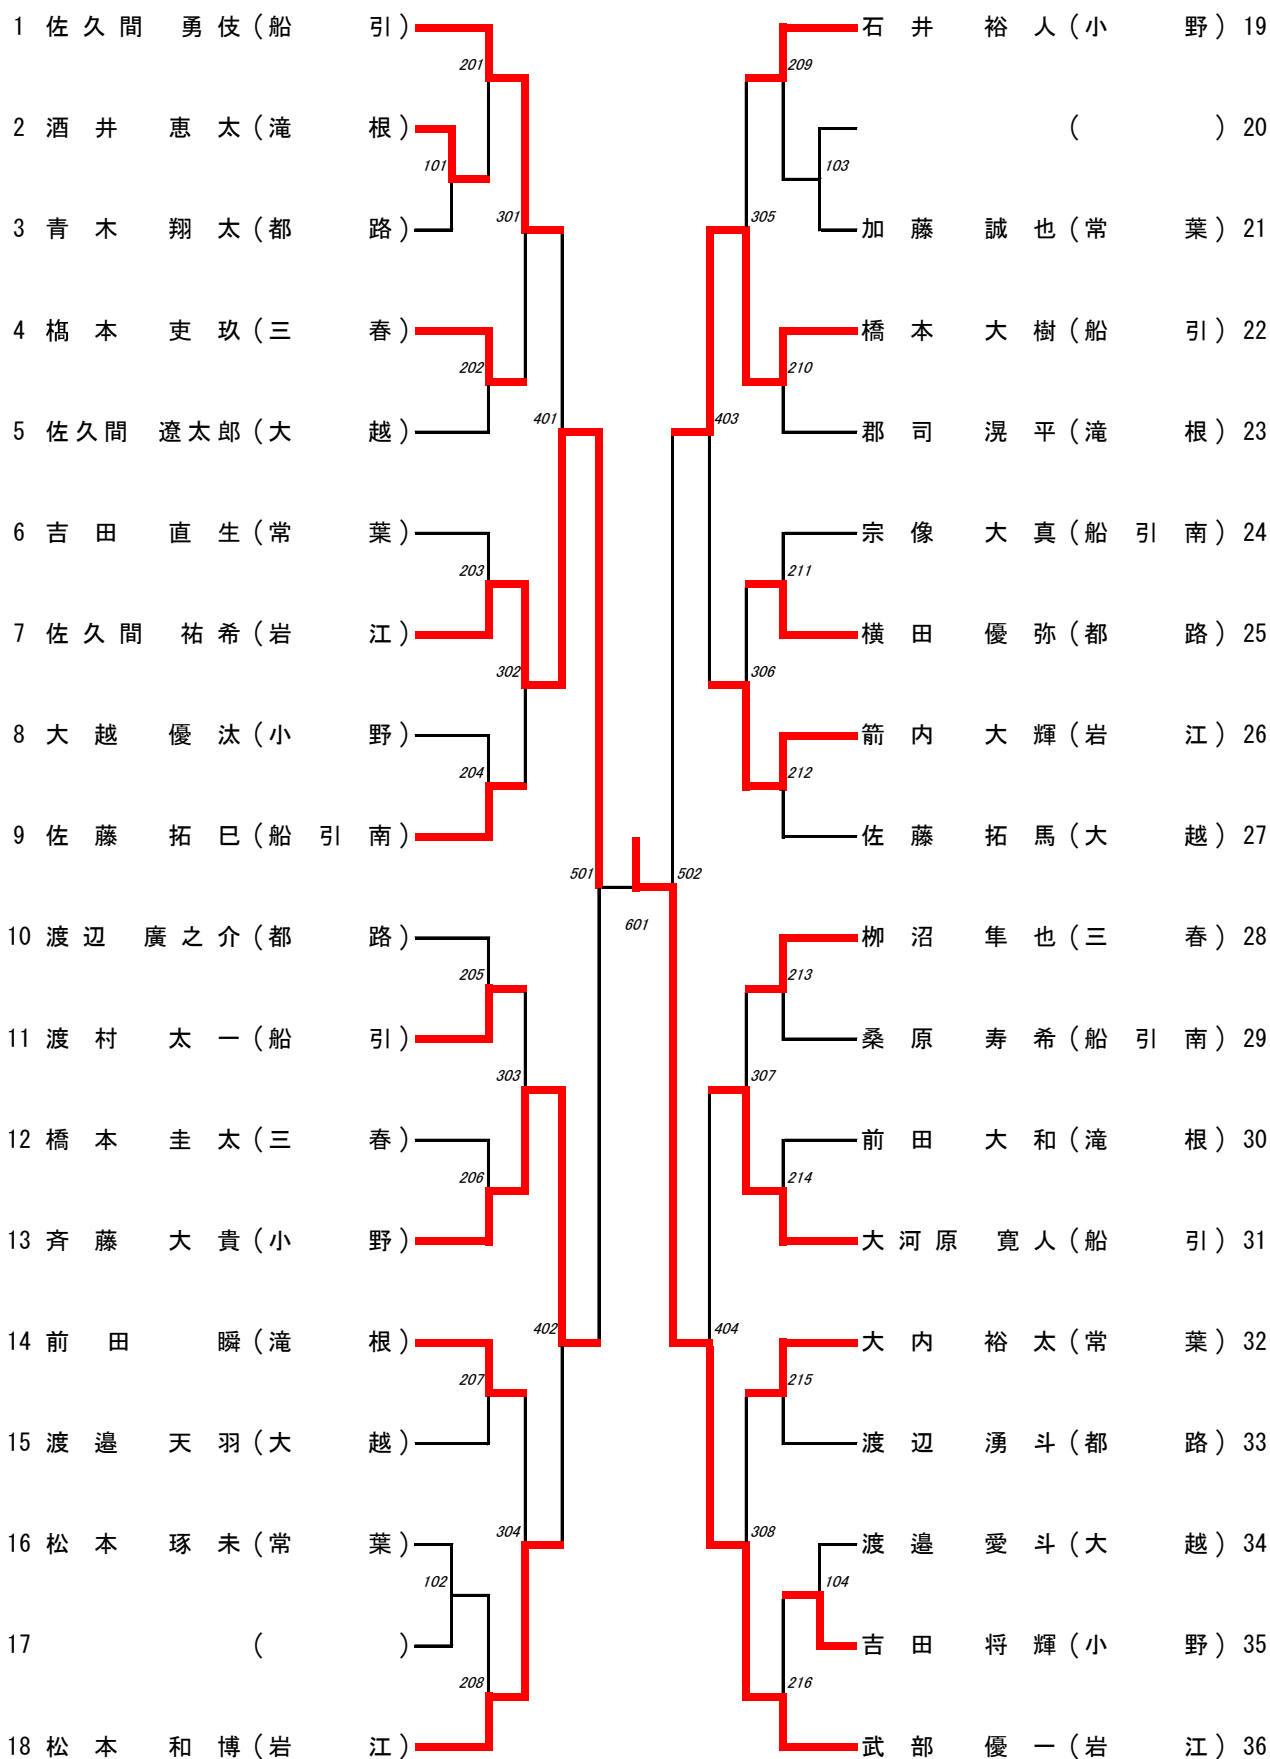 1 佐久間 勇伎 (船引)
201
2 酒井 恵太 (滝根)
101
3 青木 翔太 (都路)
301
4 橋本 吏玖 (三春)
202
5 佐久間 遼太郎 (大越)
401
6 吉田 直生 (常葉)
203
7 佐久間 祐希 (岩江)
302
8 大越 優汰 (小野)
204
9 佐藤 拓巳 (船引南)
501
10 渡辺 廣之介 (都路)
205
11 渡村 太一 (船引)
303
12 橋本 圭太 (三春)
206
13 斉藤 大貴 (小野)
402
14 前田 瞬 (滝根)
207
15 渡邉 天羽 (大越)
304
16 松本 琢未 (常葉)
102
17 ( )
208
18 松本 和博 (岩江)
601
石井 裕人 (小野) 19
209
( ) 20
103
加藤 誠也 (常葉) 21
305
橋本 大樹 (船引) 22
210
郡司 滉平 (滝根) 23
403
宗像 大真 (船引南) 24
211
横田 優弥 (都路) 25
306
箭内 大輝 (岩江) 26
212
佐藤 拓馬 (大越) 27
502
栁沼 隼也 (三春) 28
213
桑原 寿希 (船引南) 29
307
前田 大和 (滝根) 30
214
大河原 寛人 (船引) 31
404
大内 裕太 (常葉) 32
215
渡辺 湧斗 (都路) 33
308
渡邉 愛斗 (大越) 34
104
吉田 将輝 (小野) 35
216
武部 優一 (岩江) 36